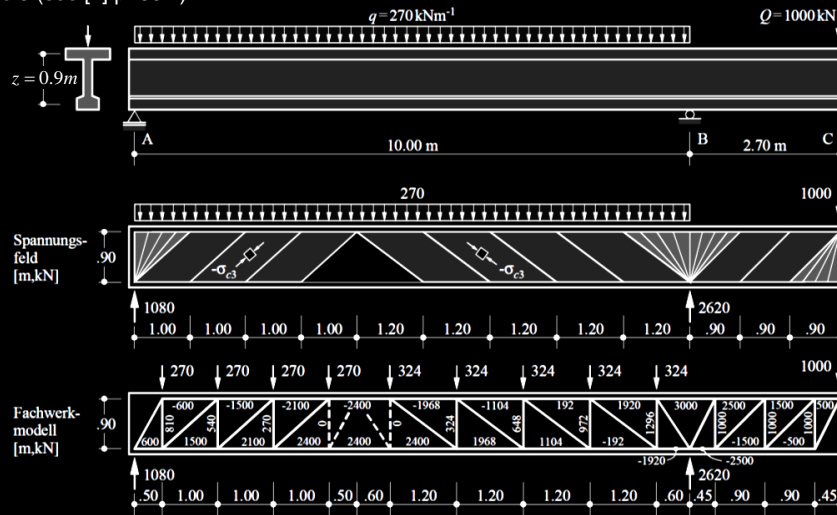 q=270kNm⁻¹ Q=1000kN
z=0.9m
A B C
10.00 m 2.70 m
270 1000
Spannungs-
feld
[m,kN]
.90
-σc3 -σc3
1080 2620
1.00 1.00 1.00 1.00 1.20 1.20 1.20 1.20 1.20 .90 .90 .90
270 270 270 270 324 324 324 324 324 1000
Fachwerk-
modell
[m,kN]
.90
-600 -1500 -2100 -2400 -1968 -1104 192 1920 3000 2500 1500 500
810 540 270 0 0 324 648 972 1296 1000 1000 1000
600 1500 2100 2400 2400 2400 1968 1104 -192 -1500 -500
-1920 -2500
1080 2620
.50 1.00 1.00 1.00 .50 .60 1.20 1.20 1.20 1.20 .60 .45 .90 .90 .45